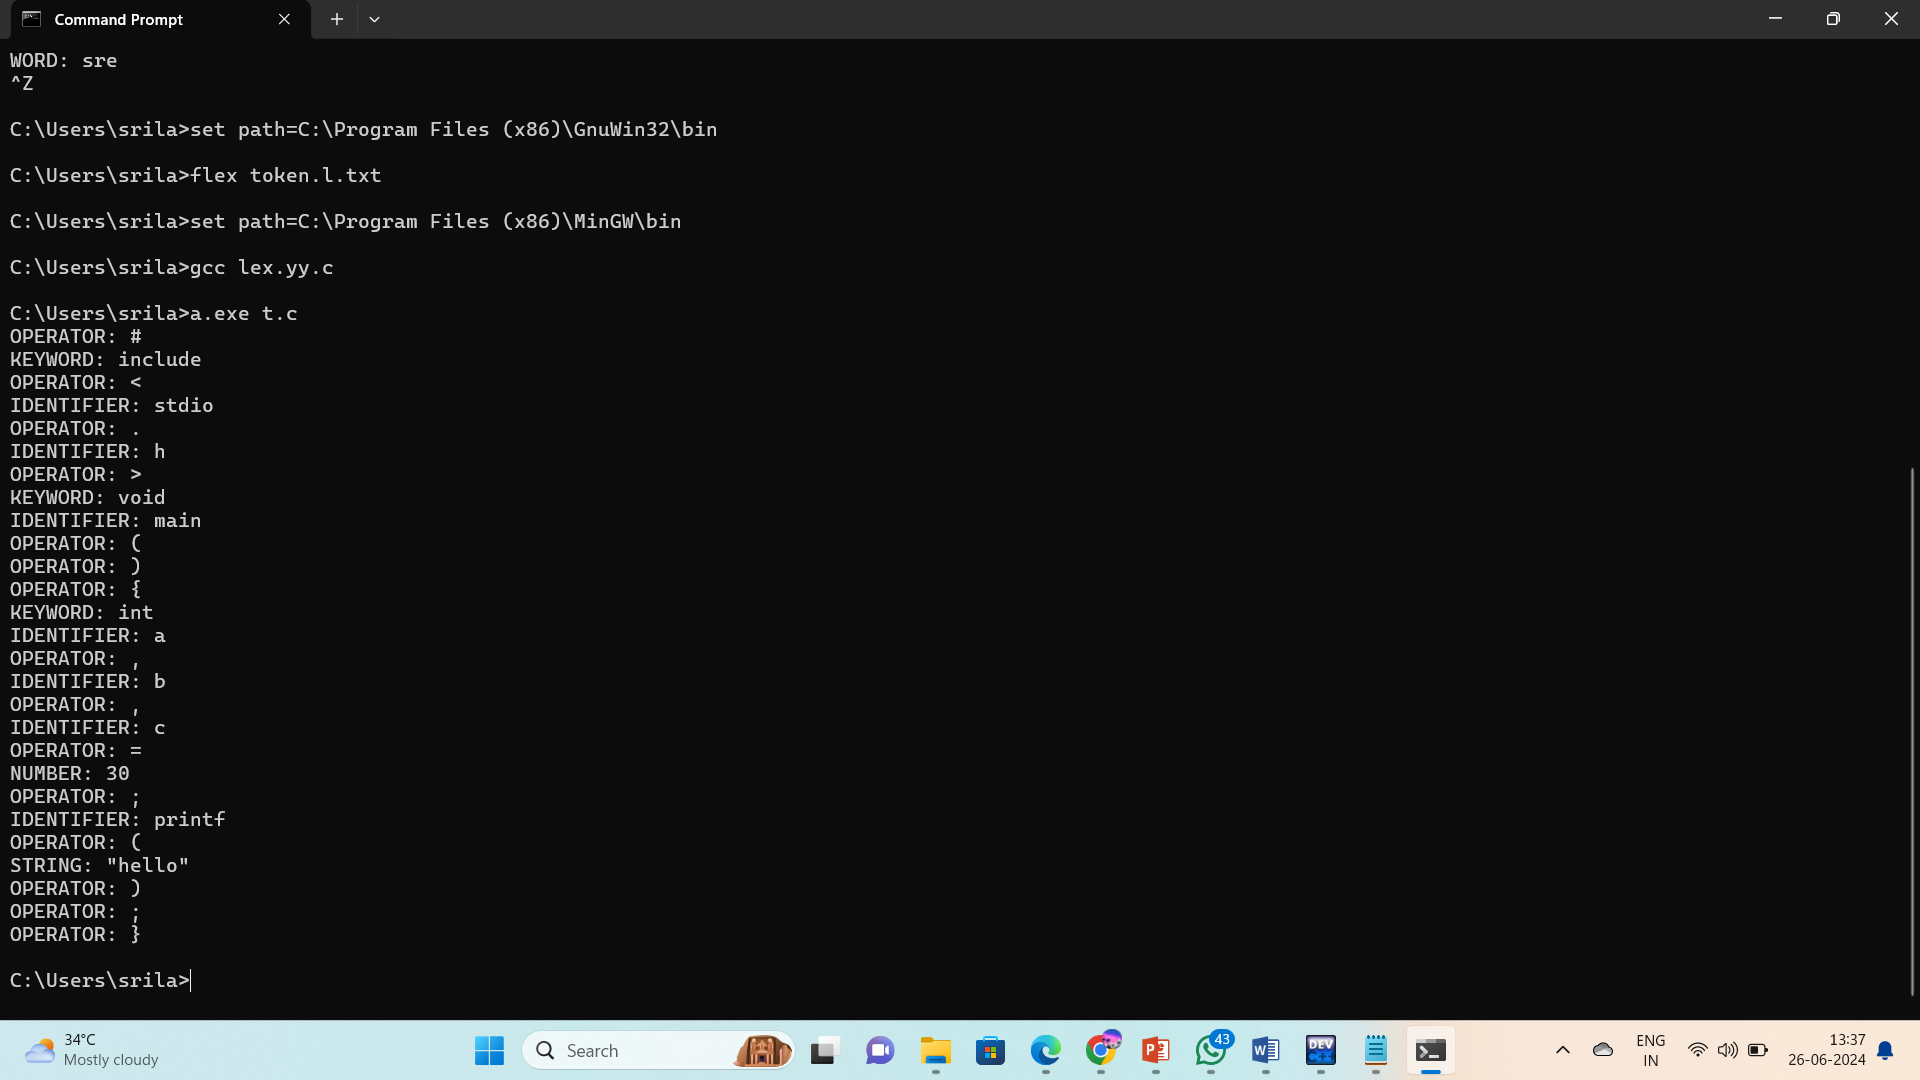 Command Prompt
WORD: sre
^Z
C:\Users\srila>set path=C:\Program Files (x86)\GnuWin32\bin
C:\Users\srila>flex token.l.txt
C:\Users\srila>set path=C:\Program Files (x86)\MinGW\bin
C:\Users\srila>gcc lex.yy.c
C:\Users\srila>a.exe t.c
OPERATOR: #
KEYWORD: include
OPERATOR: <
IDENTIFIER: stdio
OPERATOR: .
IDENTIFIER: h
OPERATOR: >
KEYWORD: void
IDENTIFIER: main
OPERATOR: (
OPERATOR: )
OPERATOR: {
KEYWORD: int
IDENTIFIER: a
OPERATOR: ,
IDENTIFIER: b
OPERATOR: ,
IDENTIFIER: c
OPERATOR: =
NUMBER: 30
OPERATOR: ;
IDENTIFIER: printf
OPERATOR: (
STRING: "hello"
OPERATOR: )
OPERATOR: ;
OPERATOR: }
C:\Users\srila>
34°C
Mostly cloudy
Search
43
DEV
ENG
IN
13:37
26-06-2024